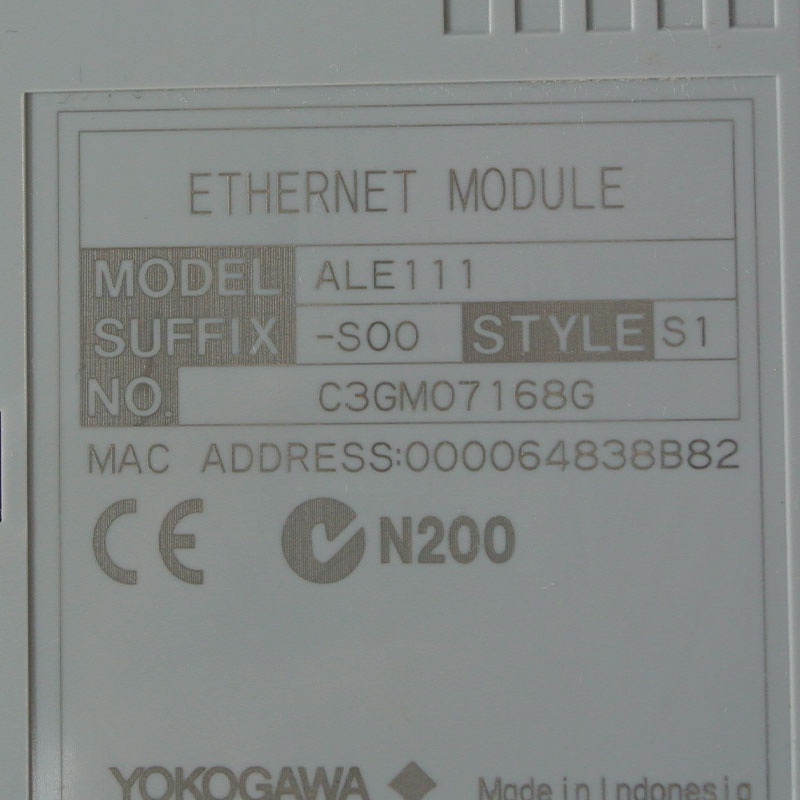 ETHERNET MODULE
MODEL ALE111
SUFFIX -S00 STYLE S1
NO. C3GM07168G
MAC ADDRESS:000064838B82
CE N200
YOKOGAWA Made in Indonesia